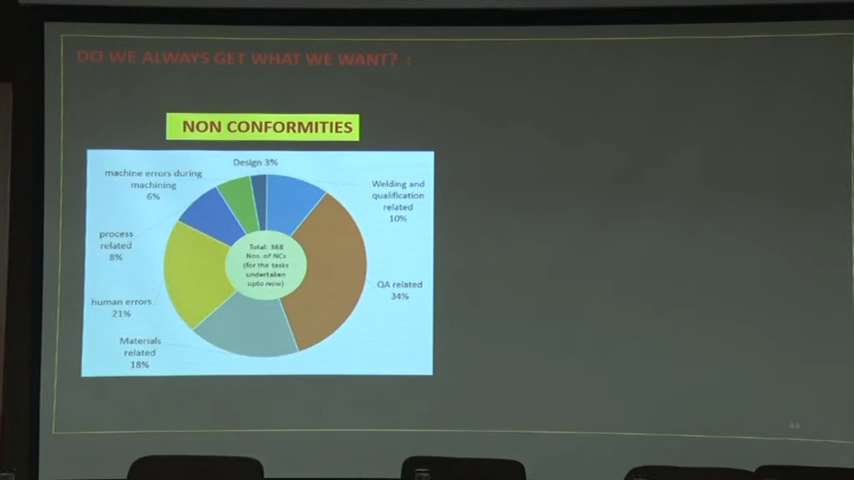 DO WE ALWAYS GET WHAT WE WANT? :
NON CONFORMITIES
Design 3%
machine errors during
machining
6%
Welding and
qualification
related
10%
process
related
8%
Total: 368
Nos. of NCs
(for the tasks
undertaken
upto now)
QA related
34%
human errors
21%
Materials
related
18%